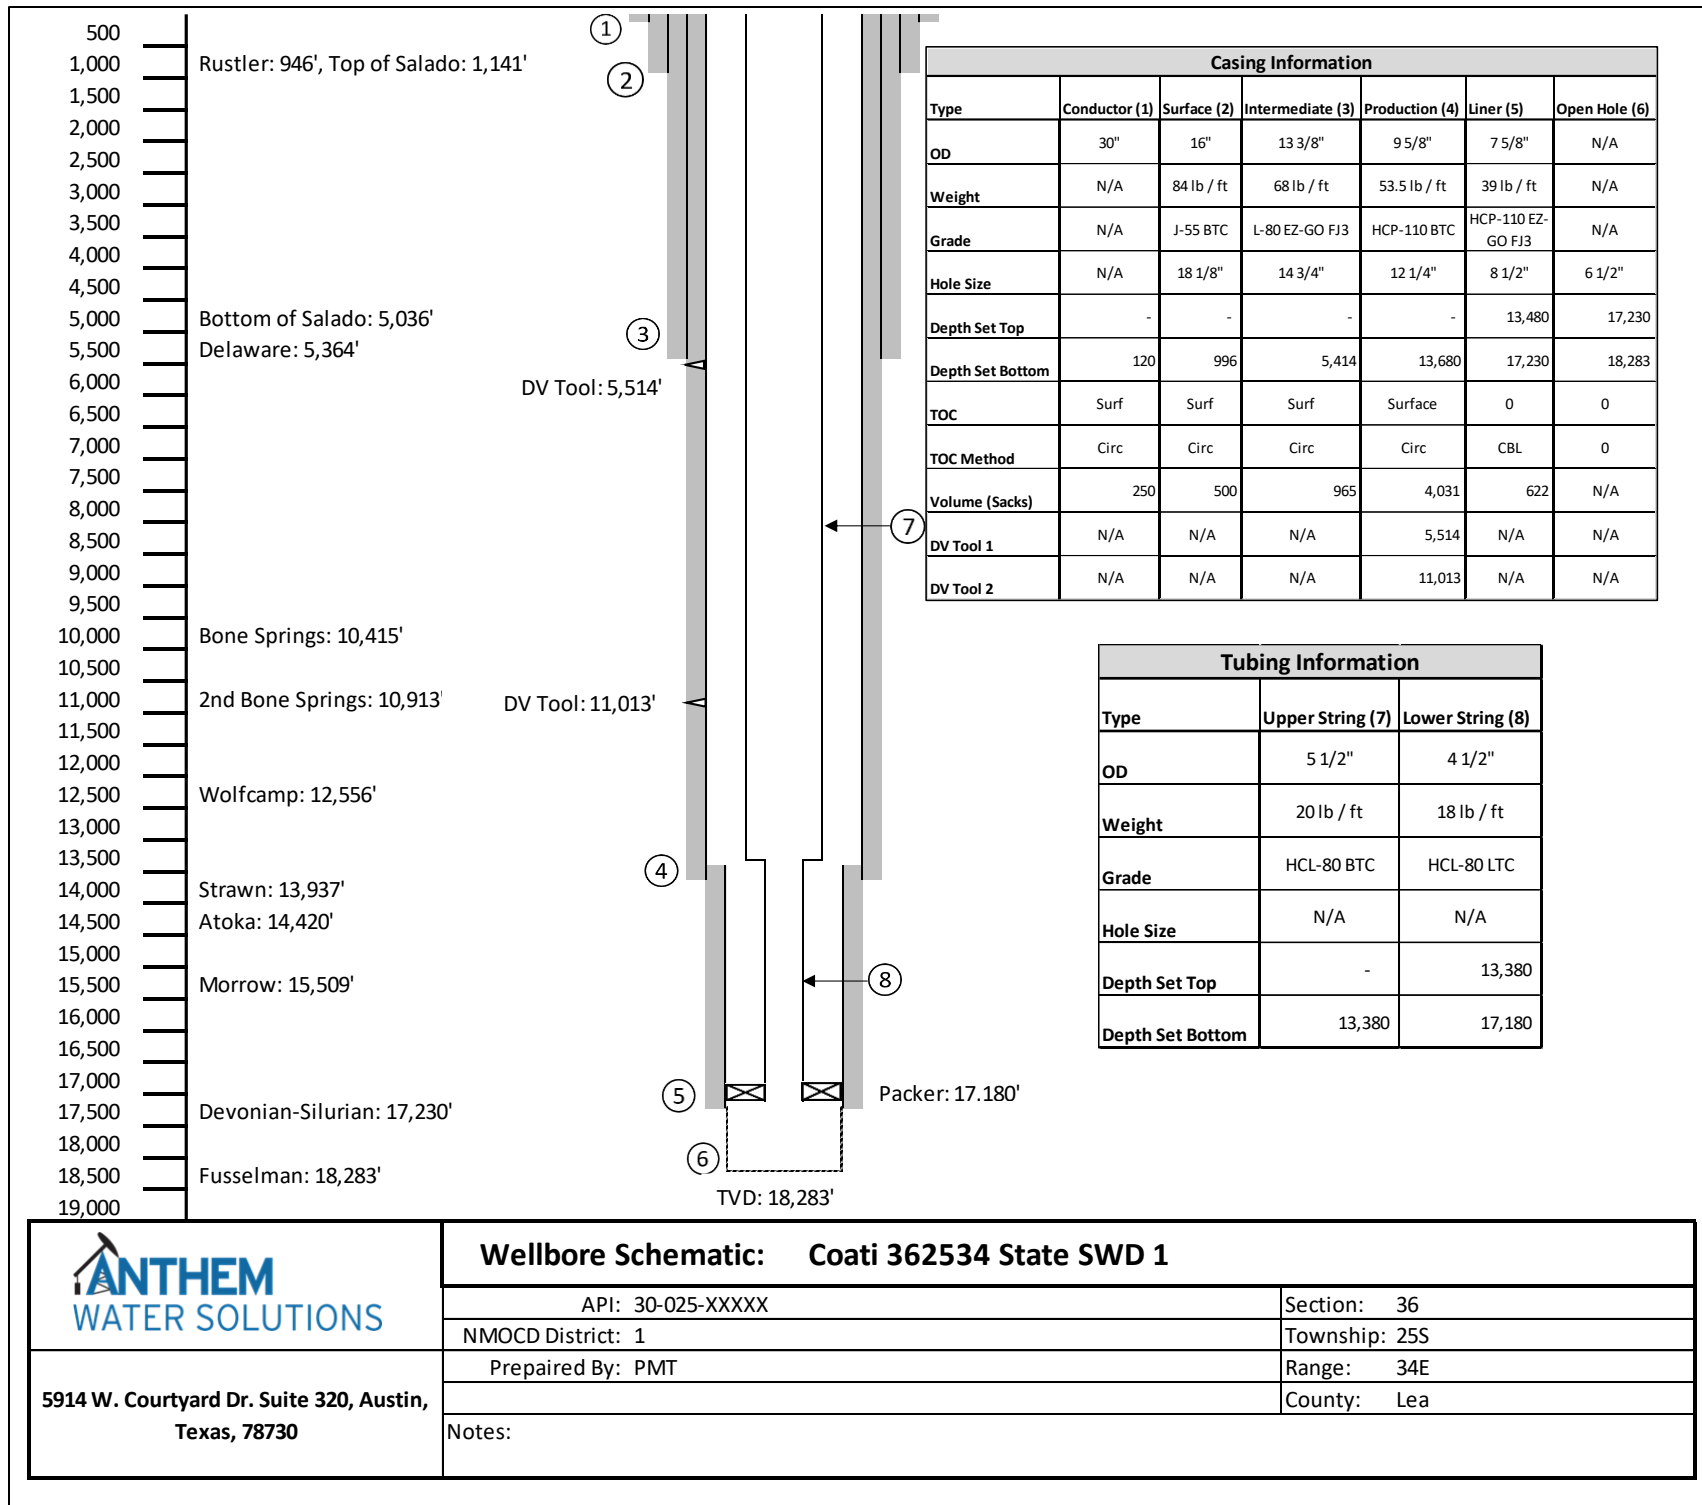 500
1,000
1,500
2,000
2,500
3,000
3,500
4,000
4,500
5,000
5,500
6,000
6,500
7,000
7,500
8,000
8,500
9,000
9,500
10,000
10,500
11,000
11,500
12,000
12,500
13,000
13,500
14,000
14,500
15,000
15,500
16,000
16,500
17,000
17,500
18,000
18,500
19,000
Rustler: 946', Top of Salado: 1,141'
Bottom of Salado: 5,036'
Delaware: 5,364'
Bone Springs: 10,415'
2nd Bone Springs: 10,913'
Wolfcamp: 12,556'
Strawn: 13,937'
Atoka: 14,420'
Morrow: 15,509'
Devonian-Silurian: 17,230'
Fusselman: 18,283'
1
2
3
DV Tool: 5,514'
7
DV Tool: 11,013'
4
8
5
Packer: 17.180'
6
TVD: 18,283'
Casing Information
Type Conductor (1) Surface (2) Intermediate (3) Production (4) Liner (5) Open Hole (6)
OD 30" 16" 13 3/8" 9 5/8" 7 5/8" N/A
Weight N/A 84 lb / ft 68 lb / ft 53.5 lb / ft 39 lb / ft N/A
Grade N/A J-55 BTC L-80 EZ-GO FJ3 HCP-110 BTC HCP-110 EZ-GO FJ3 N/A
Hole Size N/A 18 1/8" 14 3/4" 12 1/4" 8 1/2" 6 1/2"
Depth Set Top - - - - 13,480 17,230
Depth Set Bottom 120 996 5,414 13,680 17,230 18,283
TOC Surf Surf Surf Surface 0 0
TOC Method Circ Circ Circ Circ CBL 0
Volume (Sacks) 250 500 965 4,031 622 N/A
DV Tool 1 N/A N/A N/A 5,514 N/A N/A
DV Tool 2 N/A N/A N/A 11,013 N/A N/A
Tubing Information
Type Upper String (7) Lower String (8)
OD 5 1/2" 4 1/2"
Weight 20 lb / ft 18 lb / ft
Grade HCL-80 BTC HCL-80 LTC
Hole Size N/A N/A
Depth Set Top - 13,380
Depth Set Bottom 13,380 17,180
ANTHEM
WATER SOLUTIONS
5914 W. Courtyard Dr. Suite 320, Austin,
Texas, 78730
Wellbore Schematic: Coati 362534 State SWD 1
API: 30-025-XXXXX Section: 36
NMOCD District: 1 Township: 25S
Prepaired By: PMT Range: 34E
County: Lea
Notes: